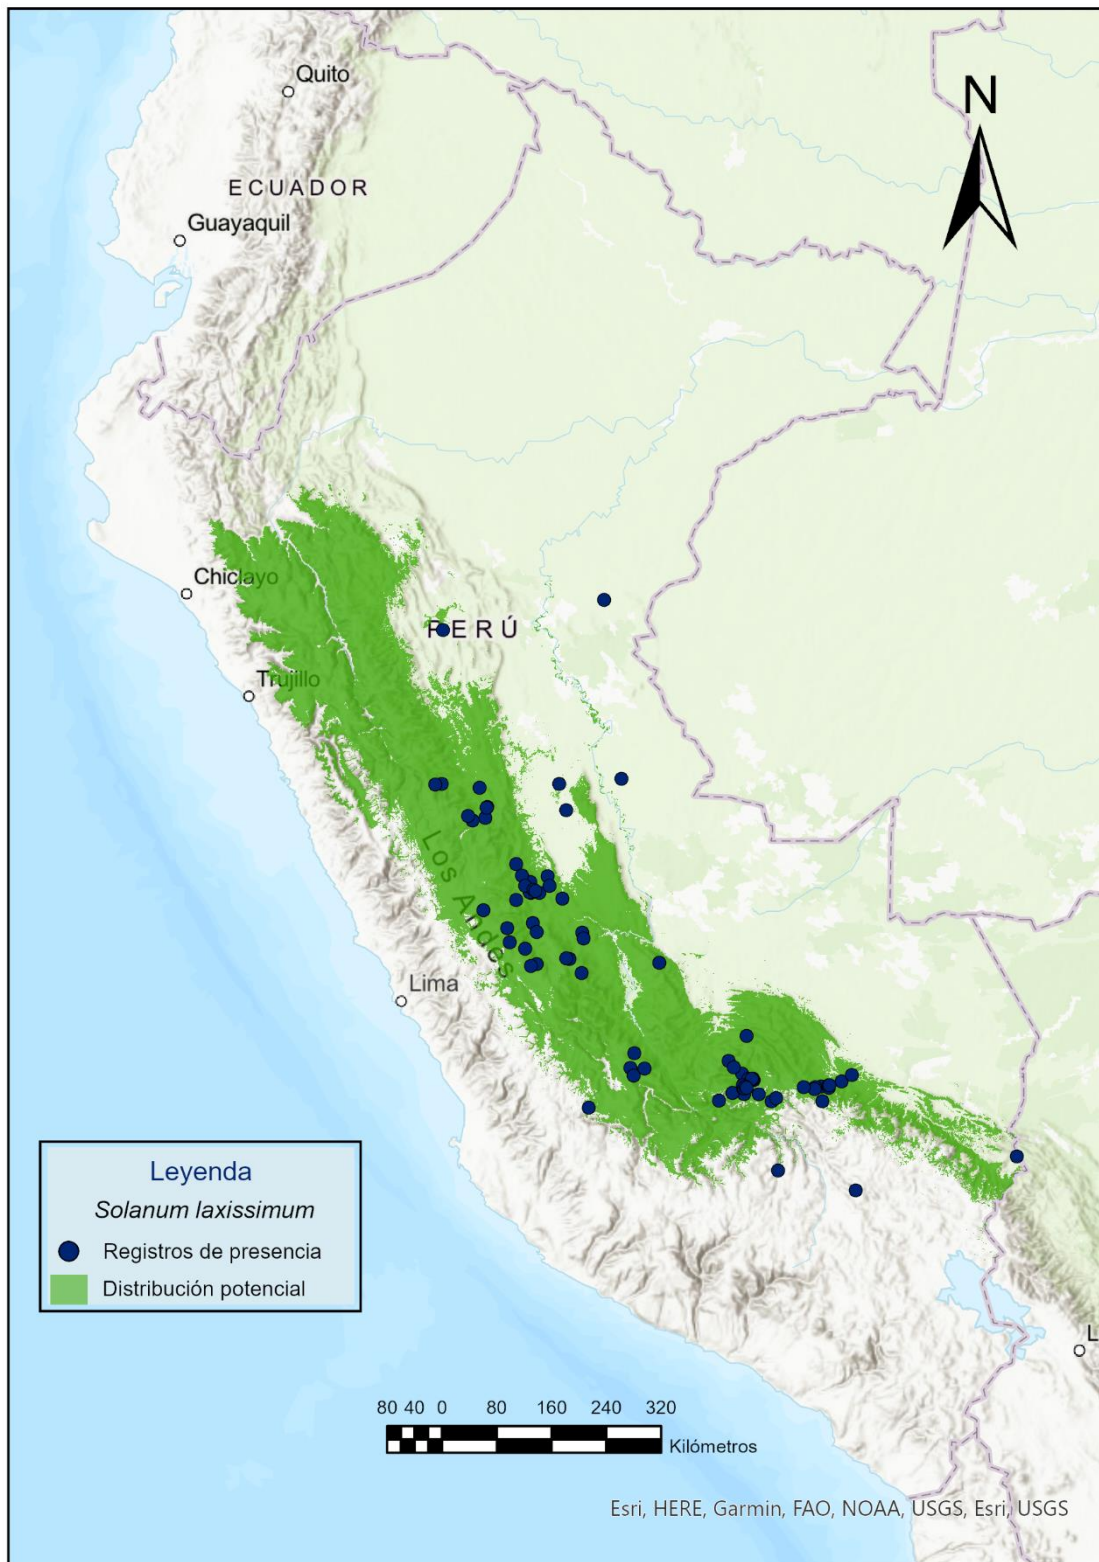 Quito
N
ECUADOR
Guayaquil
Chiclayo
PERÚ
Trujillo
Los Andes
Lima
Leyenda
Solanum laxissimum
Registros de presencia
Distribución potencial
L
80 40 0 80 160 240 320
Kilómetros
Esri, HERE, Garmin, FAO, NOAA, USGS, Esri, USGS